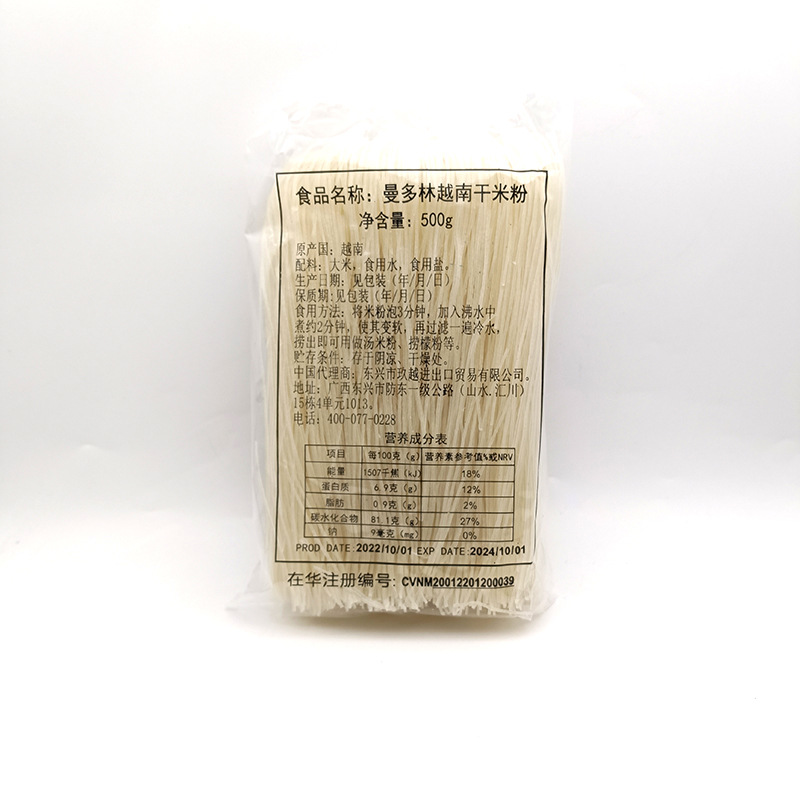 食品名称：曼多林越南干米粉
净含量：500g
原产国：越南
配料：大米，食用水，食用盐。
生产日期：见包装（年/月/日）
保质期:见包装（年/月/日）
食用方法：将米粉泡3分钟，加入沸水中
煮约2分钟，使其变软，再过滤一遍冷水，
捞出即可用做汤米粉、捞檬粉等。
贮存条件：存于阴凉、干燥处。
中国代理商：东兴市玖越进出口贸易有限公司。
地址：广西东兴市防东一级公路（山水.汇川）
15栋4单元1013。
电话：400-077-0228
营养成分表
项目 每100克（g） 营养素参考值%或NRV
能量 1507千焦（kJ） 18%
蛋白质 6.9克（g） 12%
脂肪 0.9克（g） 2%
碳水化合物 81.1克（g） 27%
钠 9毫克（mg） 0%
PROD DATE:2022/10/01 EXP DATE:2024/10/01
在华注册编号：CVNM20012201200039